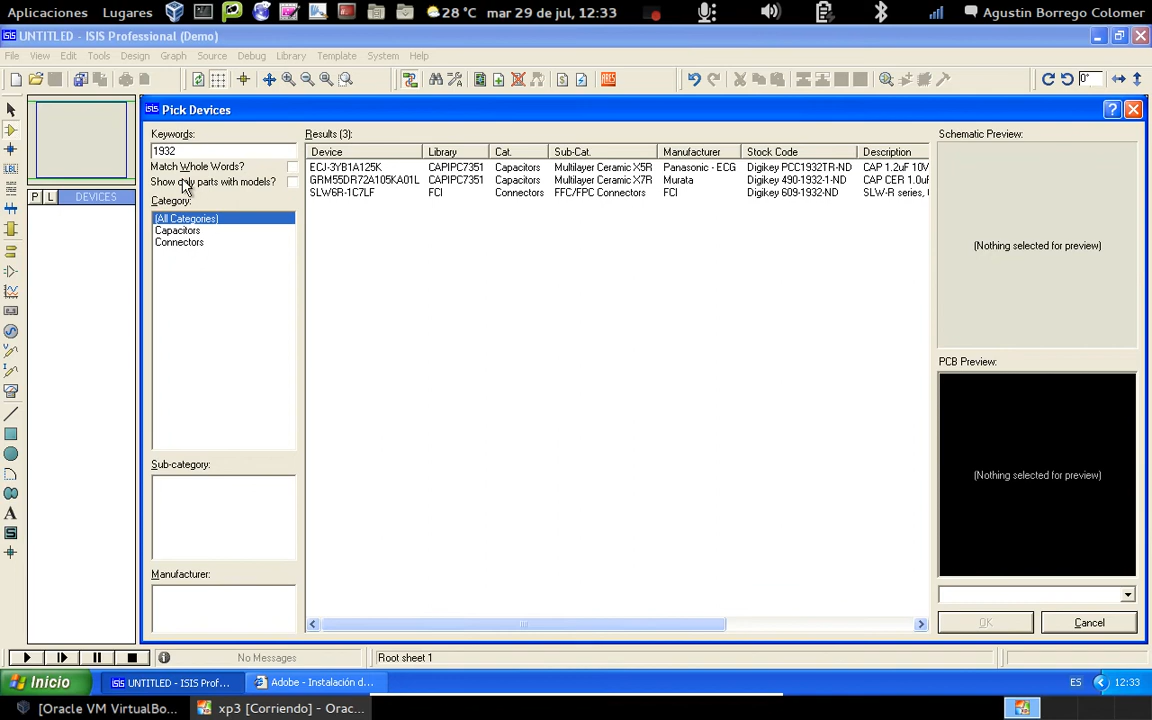 Aplicaciones Lugares 28 °C mar 29 de jul, 12:33 Agustin Borrego Colomer
UNTITLED - ISIS Professional (Demo)
File View Edit Tools Design Graph Source Debug Library Template System Help
0°
ARES
Pick Devices
Keywords:
1932
Match Whole Words?
Show only parts with models?
Category:
(All Categories)
Capacitors
Connectors
Sub-category:
Manufacturer:
Results (3):
Device Library Cat. Sub-Cat. Manufacturer Stock Code Description
ECJ-3YB1A125K CAPIPC7351 Capacitors Multilayer Ceramic X5R Panasonic - ECG Digikey PCC1932TR-ND CAP 1.2uF 10V
GRM55DR72A105KA01L CAPIPC7351 Capacitors Multilayer Ceramic X7R Murata Digikey 490-1932-1-ND CAP CER 1.0uF
SLW6R-1C7LF FCI Connectors FFC/FPC Connectors FCI Digikey 609-1932-ND SLW-R series,
Schematic Preview:
(Nothing selected for preview)
PCB Preview:
(Nothing selected for preview)
OK Cancel
P L DEVICES
LBL
A
S
No Messages Root sheet 1
Inicio UNTITLED - ISIS Prof... Adobe - Instalación d... ES 12:33
[Oracle VM VirtualBo... xp3 [Corriendo] - Orac...